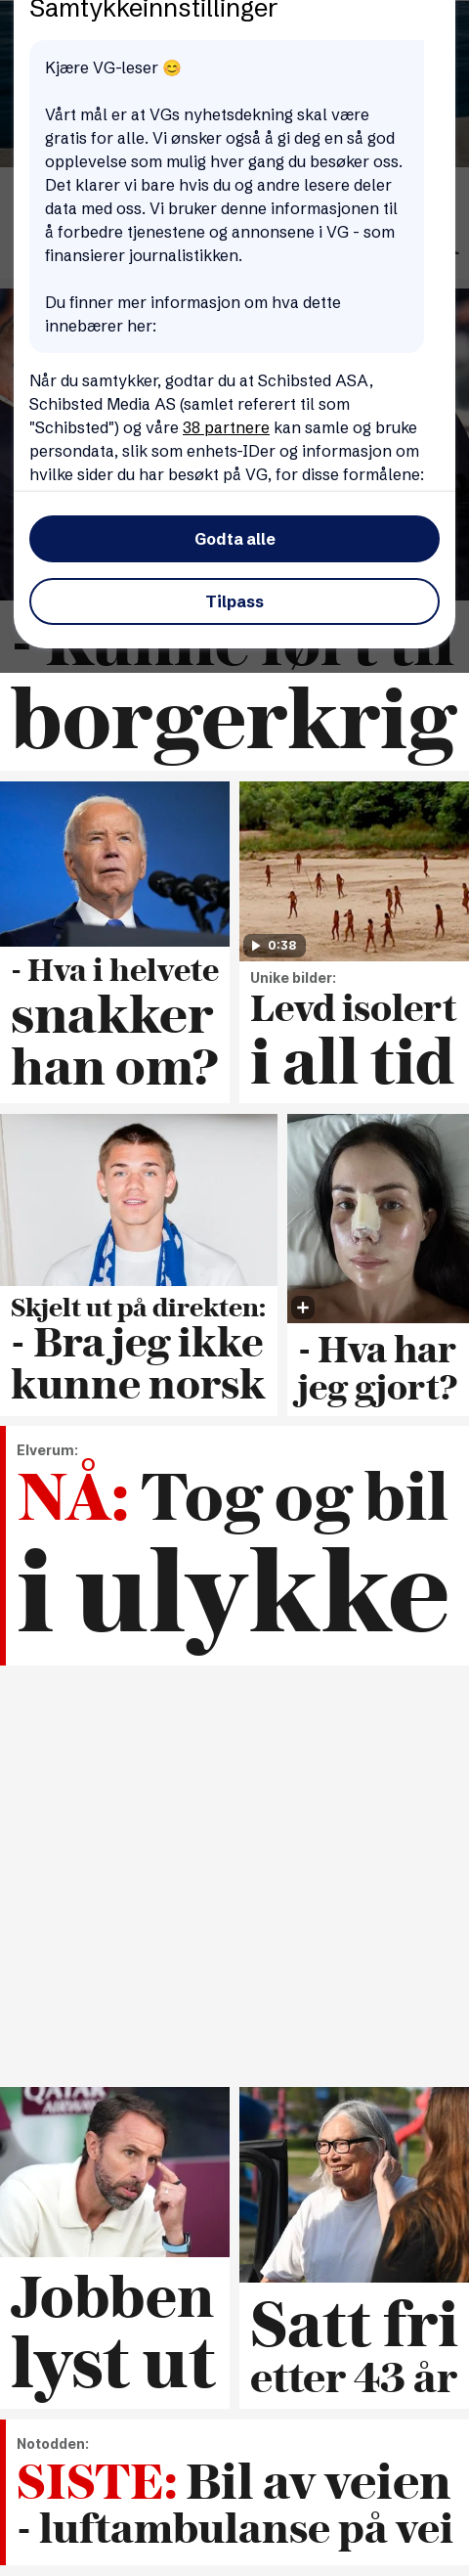 Samtykkeinnstillinger
Kjære VG-leser 😊
Vårt mål er at VGs nyhetsdekning skal være
gratis for alle. Vi ønsker også å gi deg en så god
opplevelse som mulig hver gang du besøker oss.
Det klarer vi bare hvis du og andre lesere deler
data med oss. Vi bruker denne informasjonen til
å forbedre tjenestene og annonsene i VG - som
finansierer journalistikken.
Du finner mer informasjon om hva dette
innebærer her:
Når du samtykker, godtar du at Schibsted ASA,
Schibsted Media AS (samlet referert til som
"Schibsted") og våre 38 partnere kan samle og bruke
persondata, slik som enhets-IDer og informasjon om
hvilke sider du har besøkt på VG, for disse formålene:
Godta alle
Tilpass
- Kunne ført til
borgerkrig
- Hva i helvete
snakker
han om?
0:38
Unike bilder:
Levd isolert
i all tid
Skjelt ut på direkten:
- Bra jeg ikke
kunne norsk
- Hva har
jeg gjort?
Elverum:
NÅ: Tog og bil
i ulykke
QATAR
AIRWAYS
Jobben
lyst ut
Satt fri
etter 43 år
Notodden:
SISTE: Bil av veien
- luftambulanse på vei